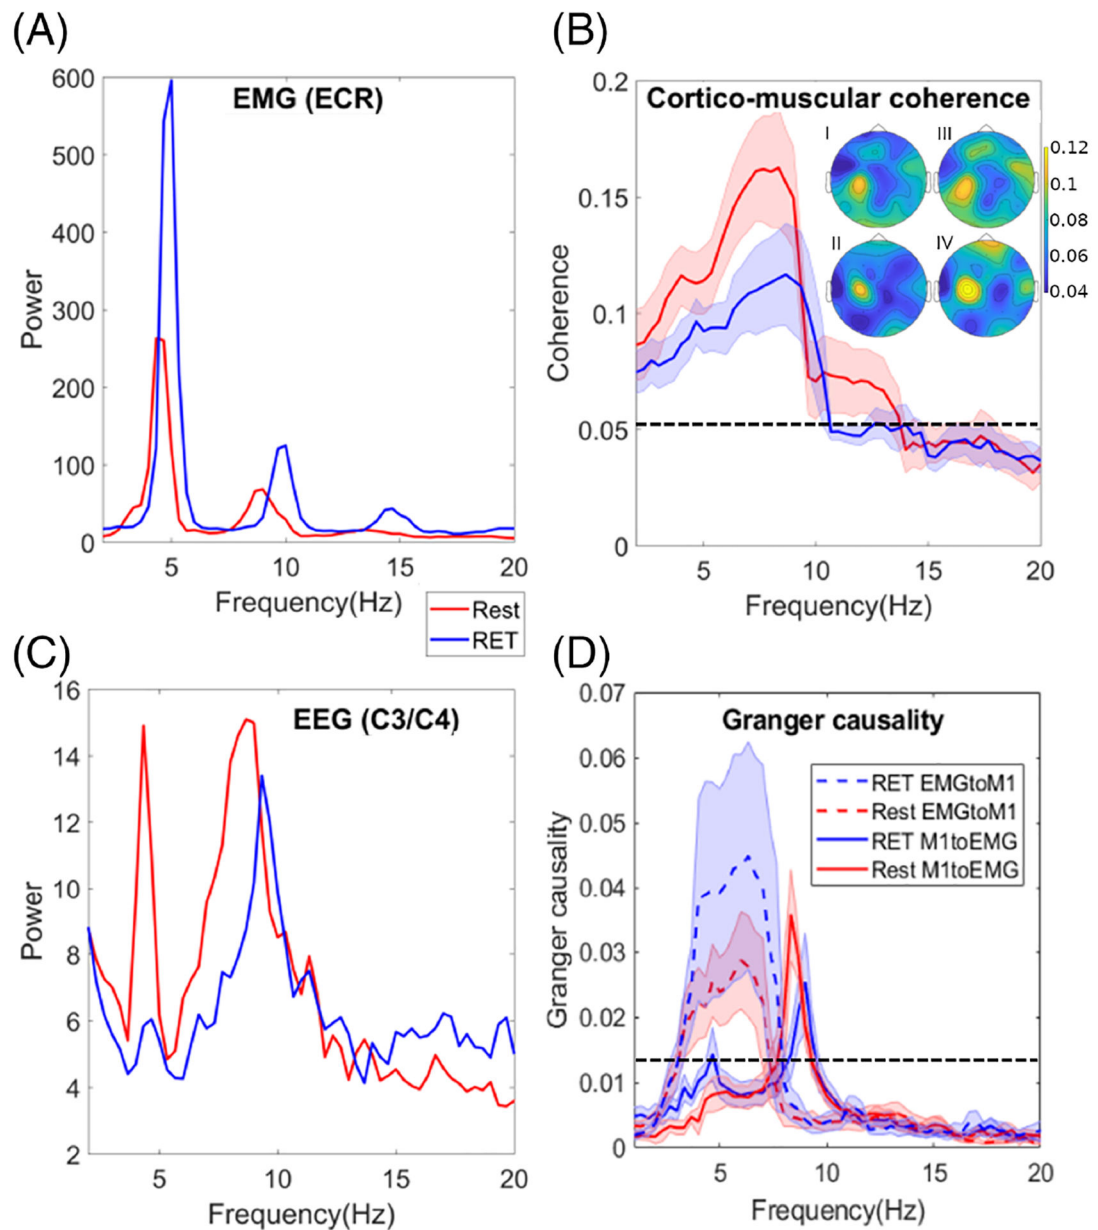 (A)
EMG (ECR)
Power
600
500
400
300
200
100
0
5
10
15
20
Frequency(Hz)
Rest
RET
(B)
Cortico-muscular coherence
Coherence
0.2
0.15
0.1
0.05
0
5
10
15
20
Frequency(Hz)
I
III
II
IV
0.12
0.1
0.08
0.06
0.04
(C)
EEG (C3/C4)
Power
16
14
12
10
8
6
4
2
5
10
15
20
Frequency(Hz)
(D)
Granger causality
Granger causality
0.07
0.06
0.05
0.04
0.03
0.02
0.01
0
5
10
15
20
Frequency(Hz)
RET EMGtoM1
Rest EMGtoM1
RET M1toEMG
Rest M1toEMG